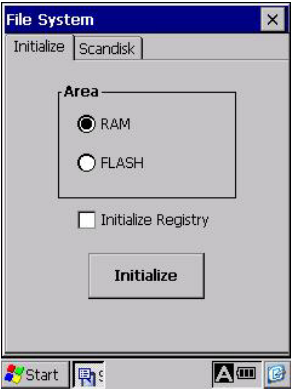 File System
Initialize Scandisk
Area
RAM
FLASH
Initialize Registry
Initialize
Start
A